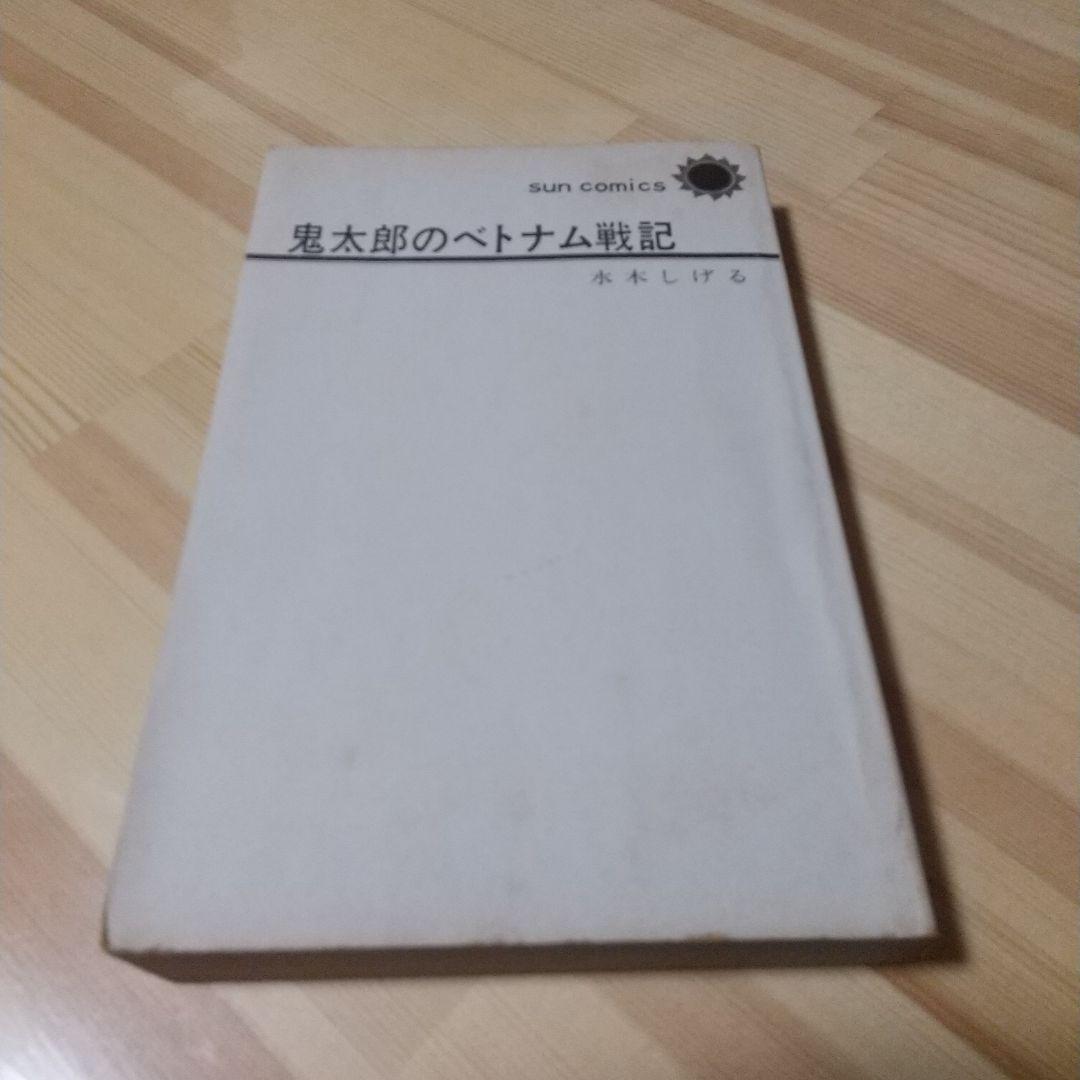 sun comics
鬼太郎のベトナム戦記
水木しげる